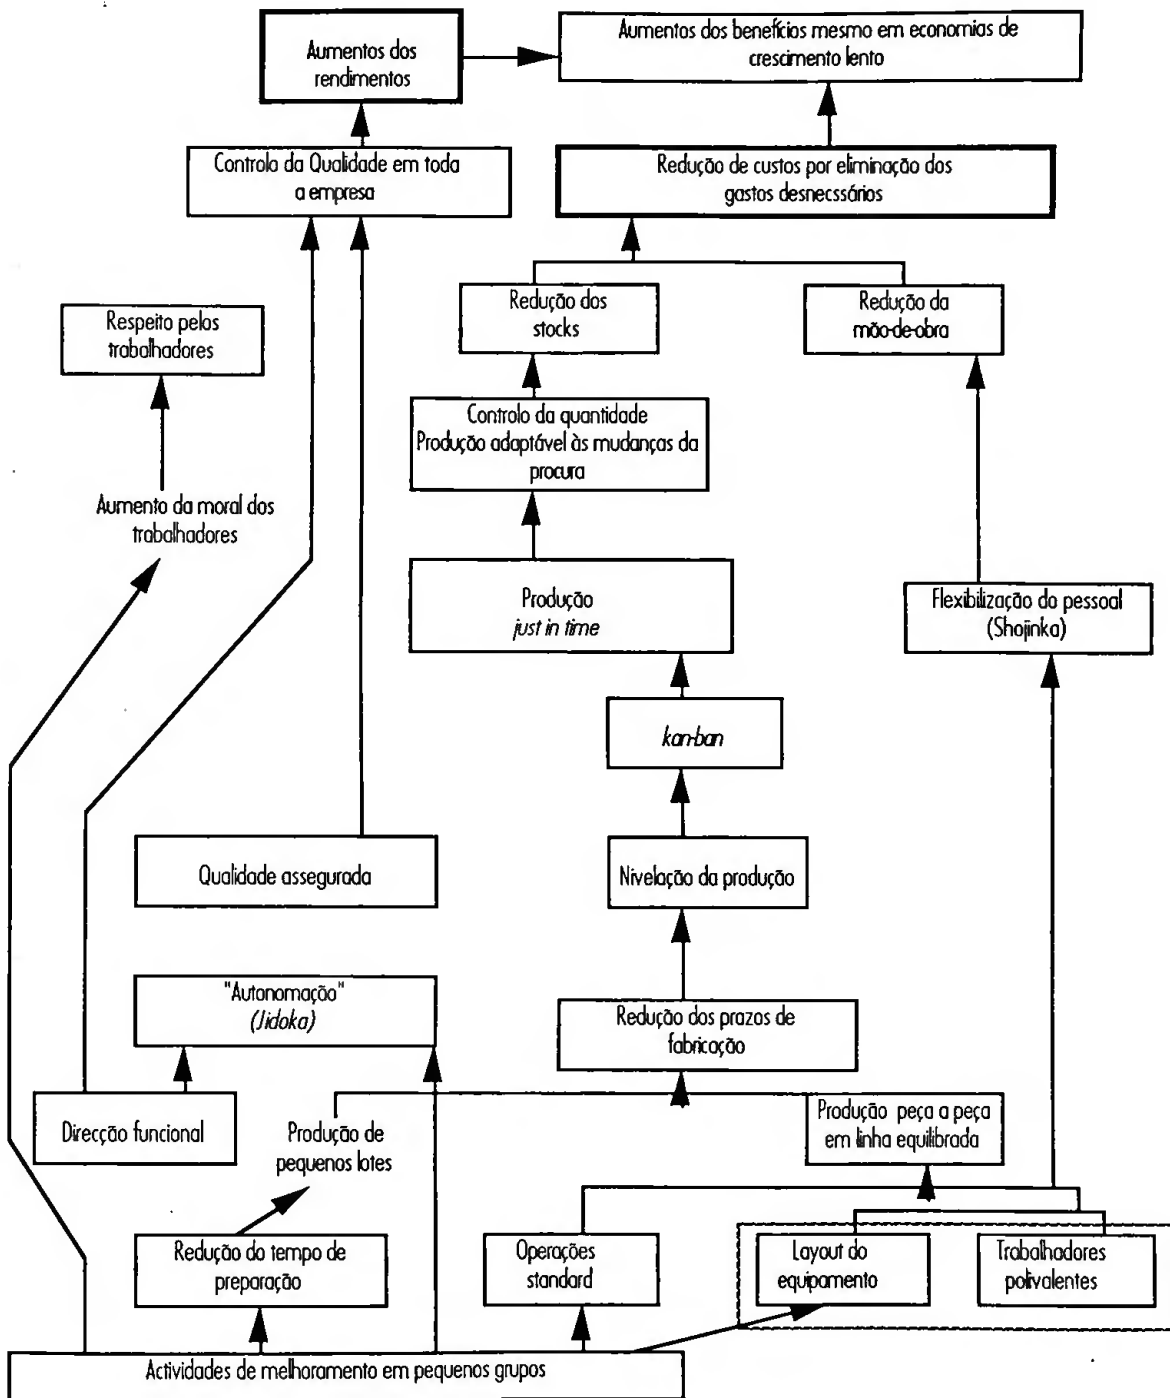 Aumentos dos
rendimentos
Aumentos dos benefícios mesmo em economias de
crescimento lento
Controlo da Qualidade em toda
a empresa
Redução de custos por eliminação dos
gastos desnecssários
Redução dos
stocks
Redução da
mão-de-obra
Respeito pelos
trabalhadores
Controlo da quantidade
Produção adaptável às mudanças da
procura
Aumento da moral dos
trabalhadores
Produção
just in time
Flexibilização do pessoal
(Shojinka)
kan-ban
Qualidade assegurada
Nivelação da produção
"Autonomação"
(Jidoka)
Redução dos prazos de
fabricação
Direcção funcional
Produção de
pequenos lotes
Produção peça a peça
em linha equilibrada
Redução do tempo de
preparação
Operações
standard
Layout do
equipamento
Trabalhadores
polivalentes
Actividades de melhoramento em pequenos grupos